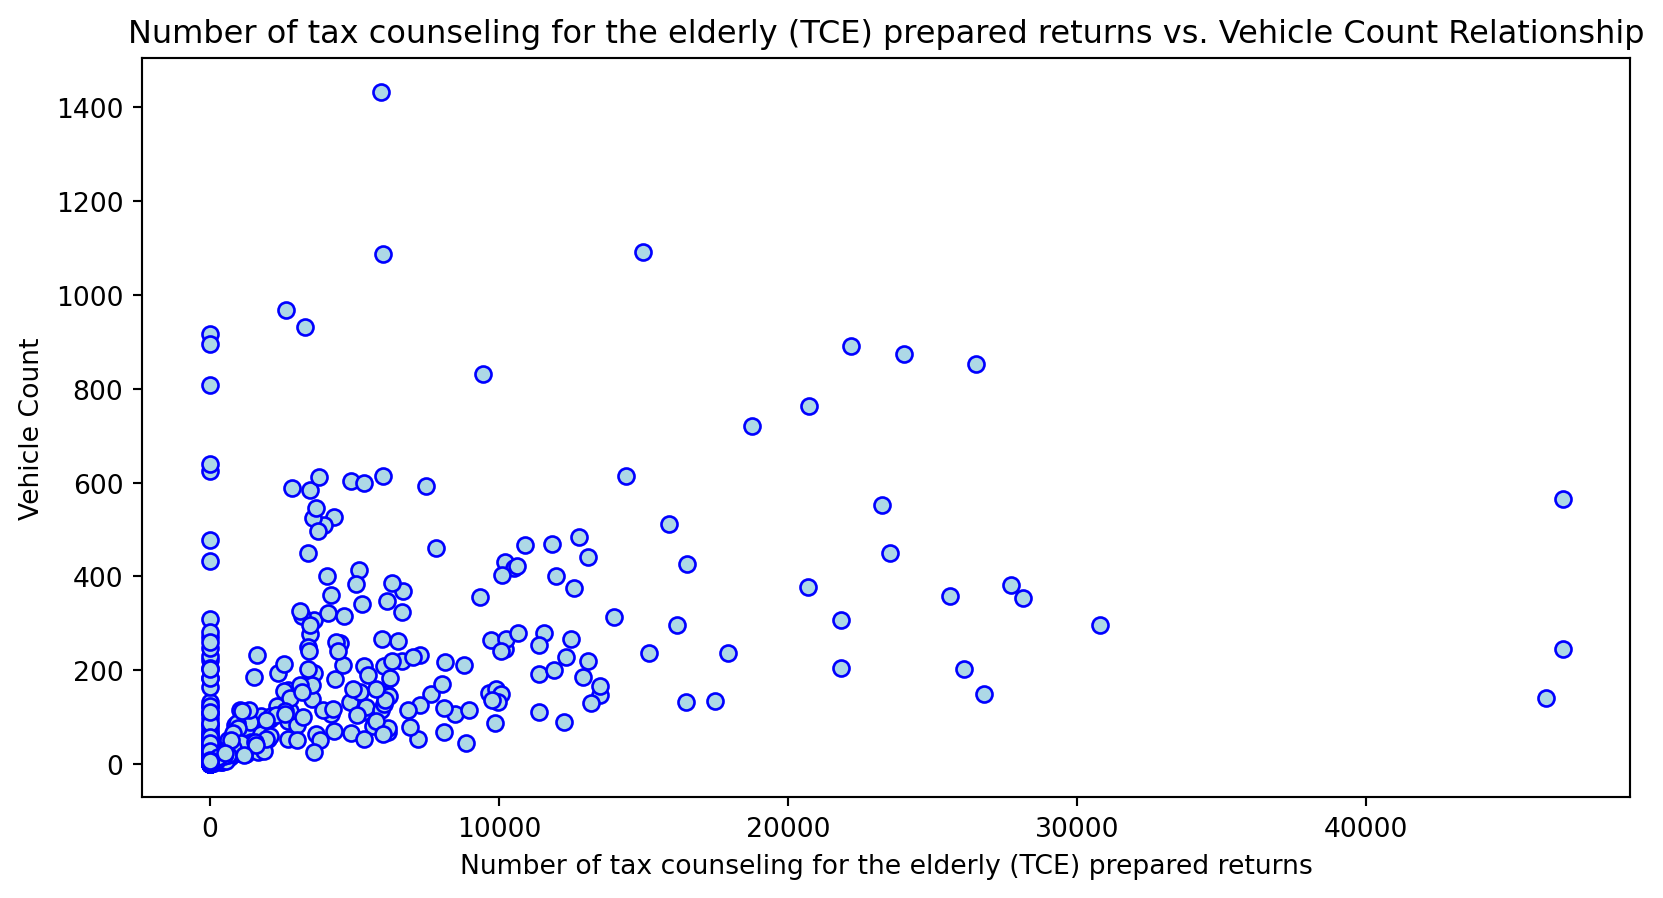 Number of tax counseling for the elderly (TCE) prepared returns vs. Vehicle Count Relationship
1400
1200
1000
800
600
400
200
0
Vehicle Count
0 10000 20000 30000 40000
Number of tax counseling for the elderly (TCE) prepared returns